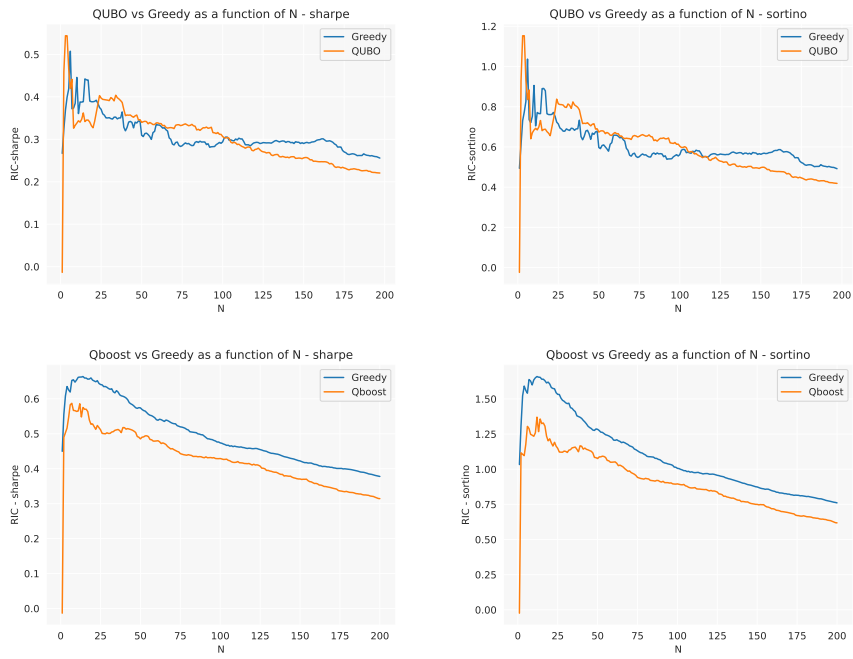 QUBO vs Greedy as a function of N - sharpe
Greedy
QUBO
RIC-sharpe
0.5
0.4
0.3
0.2
0.1
0.0
0 25 50 75 100 125 150 175 200
N
QUBO vs Greedy as a function of N - sortino
Greedy
QUBO
RIC-sortino
1.2
1.0
0.8
0.6
0.4
0.2
0.0
0 25 50 75 100 125 150 175 200
N
Qboost vs Greedy as a function of N - sharpe
Greedy
Qboost
RIC - sharpe
0.6
0.5
0.4
0.3
0.2
0.1
0.0
0 25 50 75 100 125 150 175 200
N
Qboost vs Greedy as a function of N - sortino
Greedy
Qboost
RIC - sortino
1.50
1.25
1.00
0.75
0.50
0.25
0.00
0 25 50 75 100 125 150 175 200
N